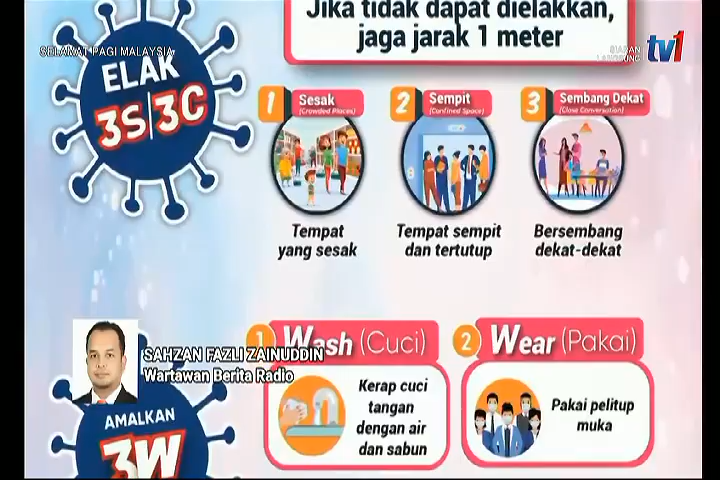 Jika tidak dapat dielakkan,
jaga jarak 1 meter
SELAMAT PAGI MALAYSIA
SIARAN
LANGSUNG
tv1
ELAK
3S|3C
1 Sesak
(Crowded Places)
2 Sempit
(Confined Space)
3 Sembang Dekat
(Close Conversation)
Tempat
yang sesak
Tempat sempit
dan tertutup
Bersembang
dekat-dekat
1 Wash (Cuci)
2 Wear (Pakai)
SAHZAN FAZLI ZAINUDDIN
Wartawan Berita Radio
Kerap cuci
tangan
dengan air
dan sabun
Pakai pelitup
muka
AMALKAN
3W